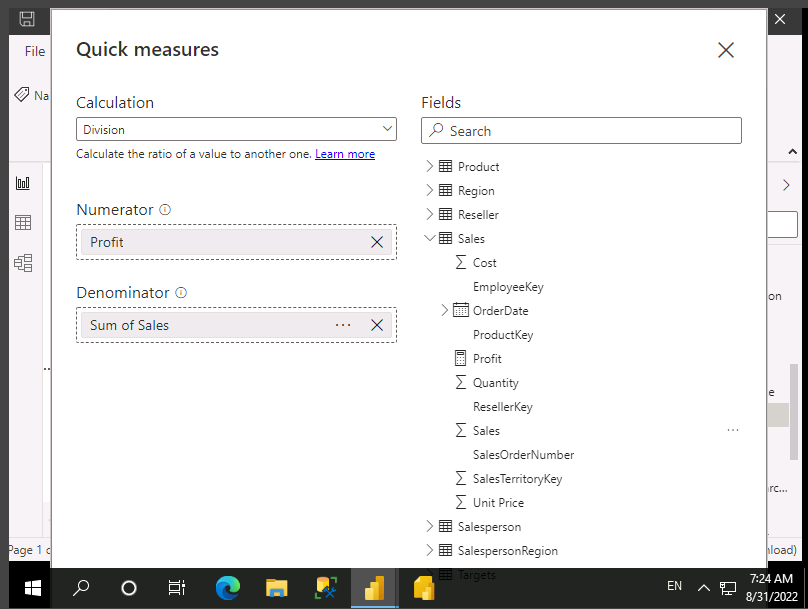 File
Quick measures
Na
Calculation
Division
Calculate the ratio of a value to another one. Learn more
Numerator
Profit
Denominator
Sum of Sales
...
Fields
Search
Product
Region
Reseller
Sales
Cost
EmployeeKey
OrderDate
ProductKey
Profit
Quantity
ResellerKey
Sales
...
SalesOrderNumber
SalesTerritoryKey
Unit Price
Salesperson
SalespersonRegion
Targets
on
e
rc...
Page 1 o
nload)
EN
7:24 AM
8/31/2022